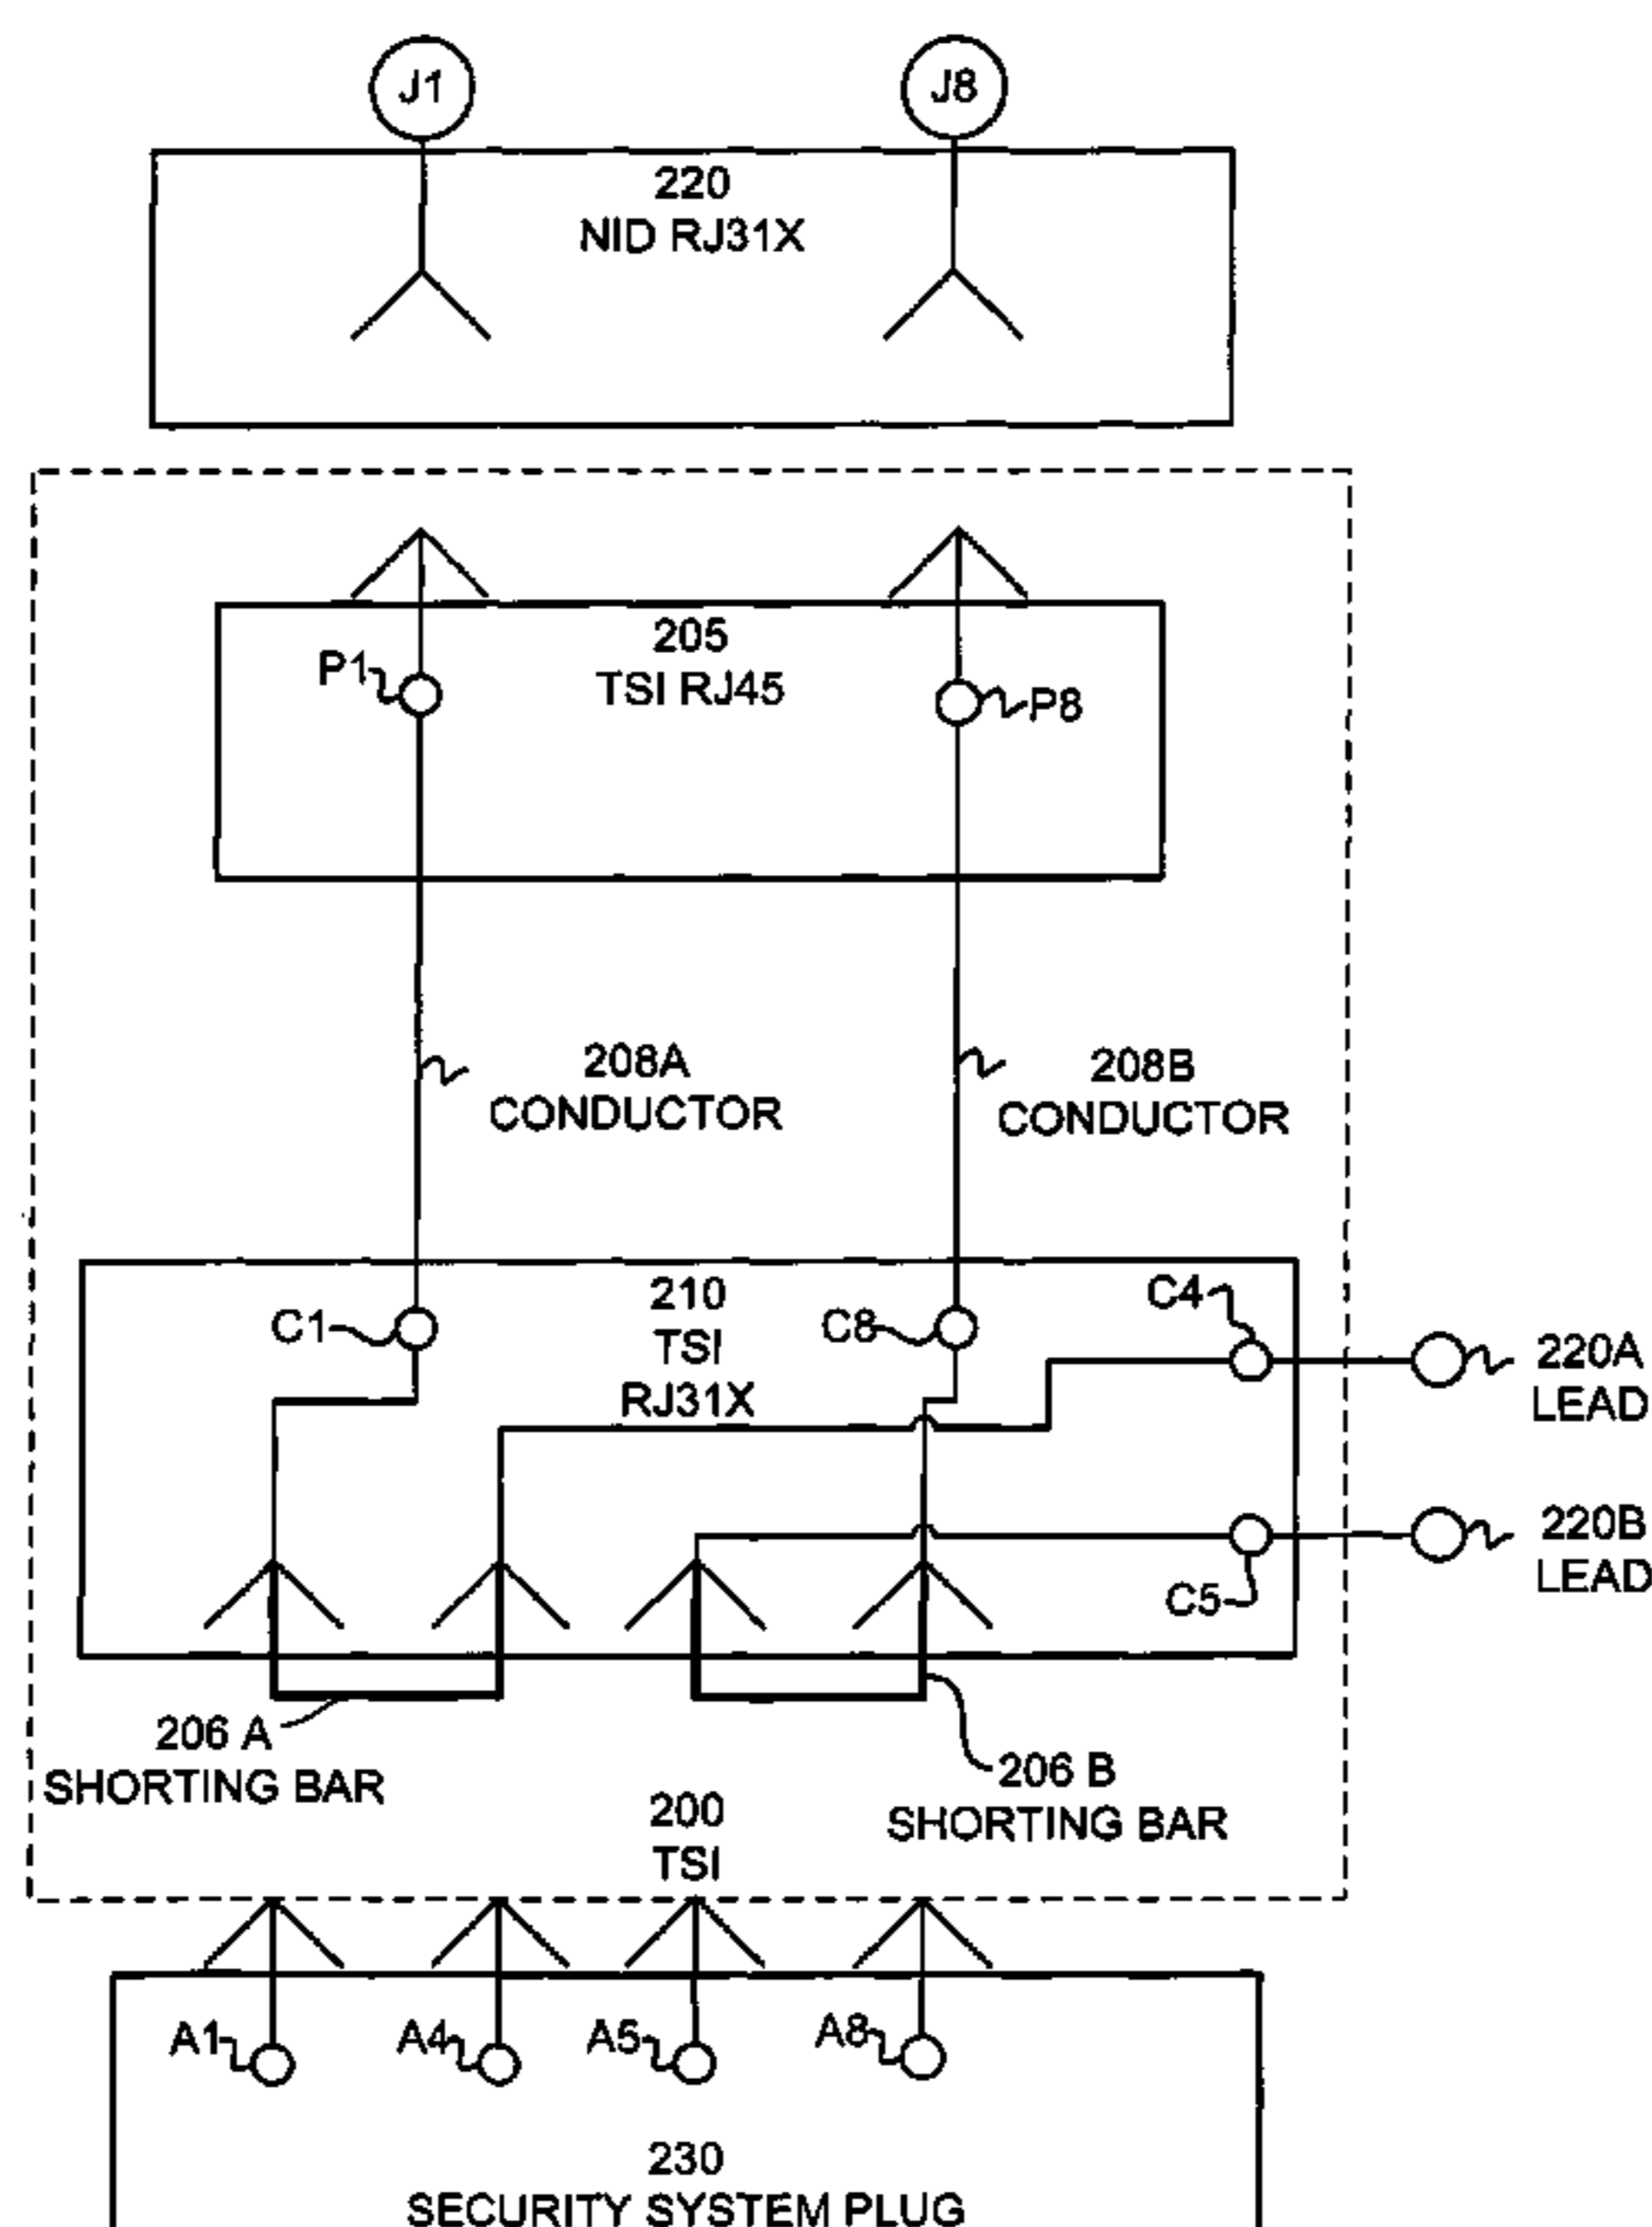 J1
J8
220
NID RJ31X
205
TSI RJ45
P1
P8
208A
CONDUCTOR
208B
CONDUCTOR
210
TSI
RJ31X
C1
C8
C4
220A
LEAD
220B
LEAD
C5
206 A
SHORTING BAR
206 B
SHORTING BAR
200
TSI
A1
A4
A5
A8
230
SECURITY SYSTEM PLUG